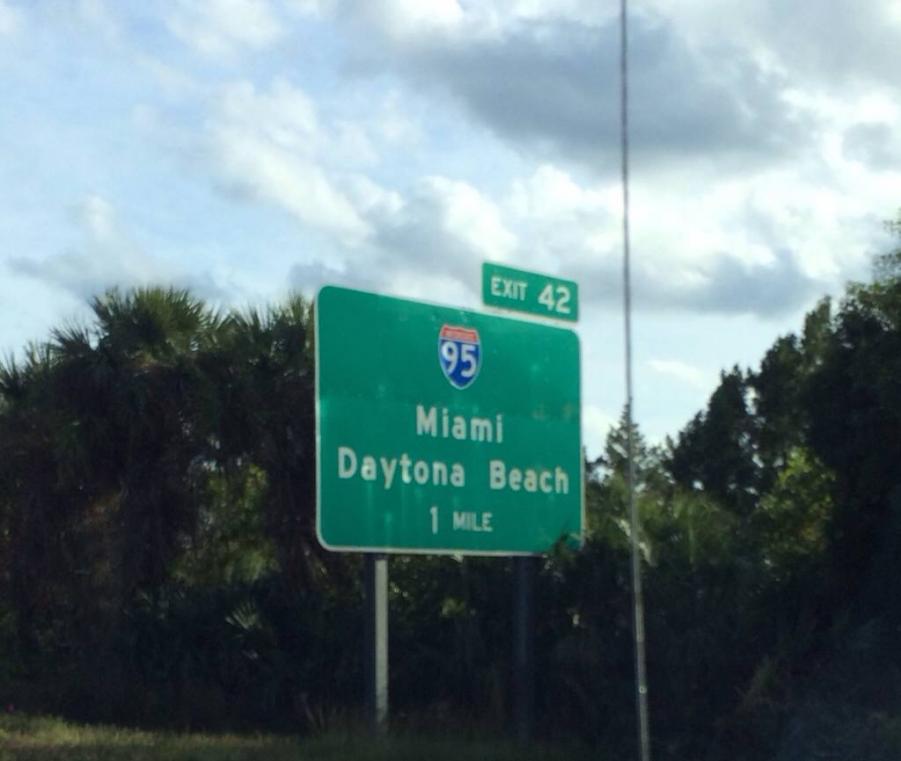 EXIT 42
95
Miami
Daytona Beach
1 MILE